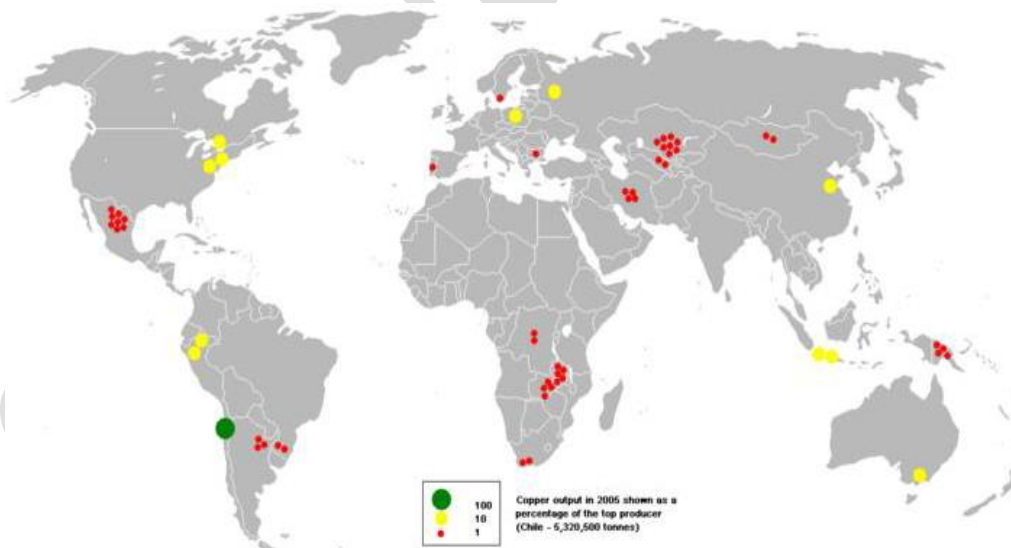 100
10
1
Copper output in 2005 shown as a
percentage of the top producer
(Chile - 5,320,500 tonnes)